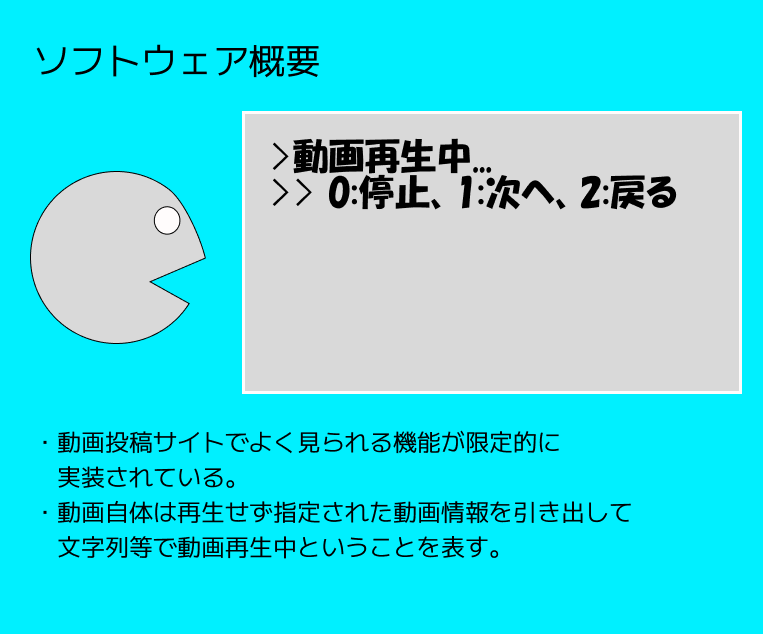 ソフトウェア概要
>動画再生中...
>> 0:停止、1:次へ、2:戻る
・動画投稿サイトでよく見られる機能が限定的に
実装されている。
・動画自体は再生せず指定された動画情報を引き出して
文字列等で動画再生中ということを表す。